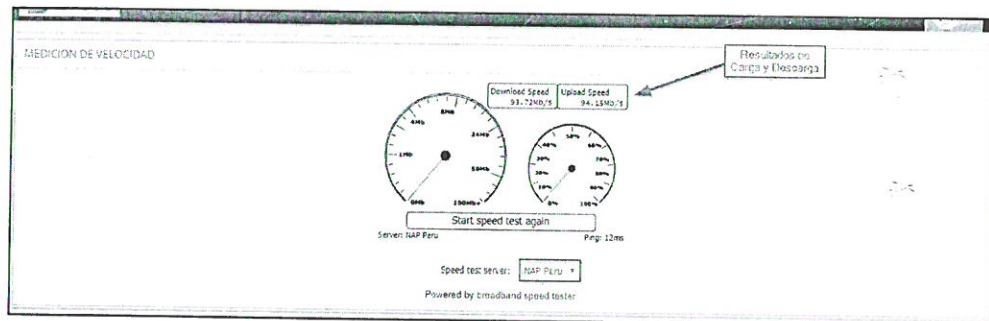 MEDICION DE VELOCIDAD
Resultados de
Carga y Descarga
Download Speed
93.72Mb/s
Upload Speed
94.15Mb/s
0Mb
1Mb
4Mb
8Mb
24Mb
50Mb
100Mb+
0%
10%
20%
30%
40%
50%
60%
70%
80%
90%
100%
Start speed test again
Server: NAP Peru
Ping: 12ms
Speed test server: NAP Peru
Powered by broadband speed tester